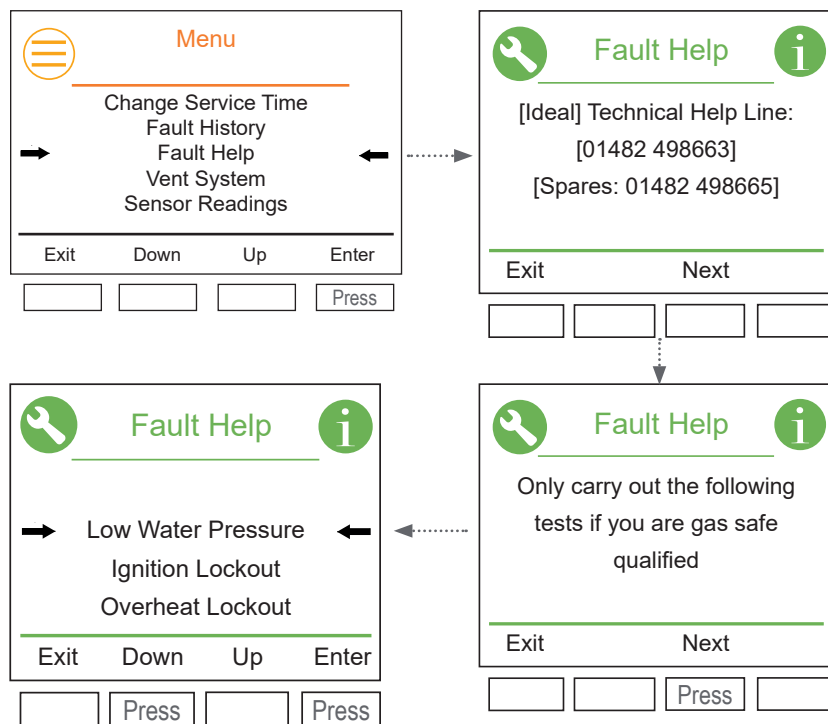 Menu
Change Service Time
Fault History
Fault Help
Vent System
Sensor Readings
Exit Down Up Enter
Press
Fault Help
i
[Ideal] Technical Help Line:
[01482 498663]
[Spares: 01482 498665]
Exit Next
Fault Help
i
Only carry out the following
tests if you are gas safe
qualified
Exit Next
Press
Fault Help
i
Low Water Pressure
Ignition Lockout
Overheat Lockout
Exit Down Up Enter
Press Press